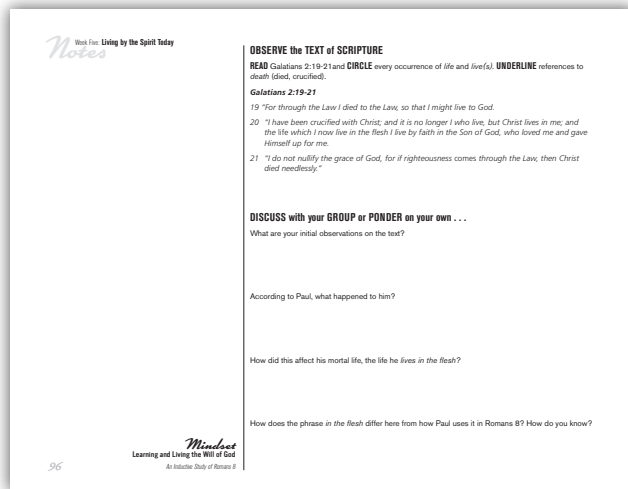 Notes
Week Five: Living by the Spirit Today
OBSERVE the TEXT of SCRIPTURE
READ Galatians 2:19-21and CIRCLE every occurrence of life and live(s). UNDERLINE references to
death (died, crucified).
Galatians 2:19-21
19 "For through the Law I died to the Law, so that I might live to God.
20 "I have been crucified with Christ; and it is no longer I who live, but Christ lives in me; and
the life which I now live in the flesh I live by faith in the Son of God, who loved me and gave
Himself up for me.
21 "I do not nullify the grace of God, for if righteousness comes through the Law, then Christ
died needlessly."
DISCUSS with your GROUP or PONDER on your own . . .
What are your initial observations on the text?
According to Paul, what happened to him?
How did this affect his mortal life, the life he lives in the flesh?
How does the phrase in the flesh differ here from how Paul uses it in Romans 8? How do you know?
Mindset
Learning and Living the Will of God
An Inductive Study of Romans 8
96